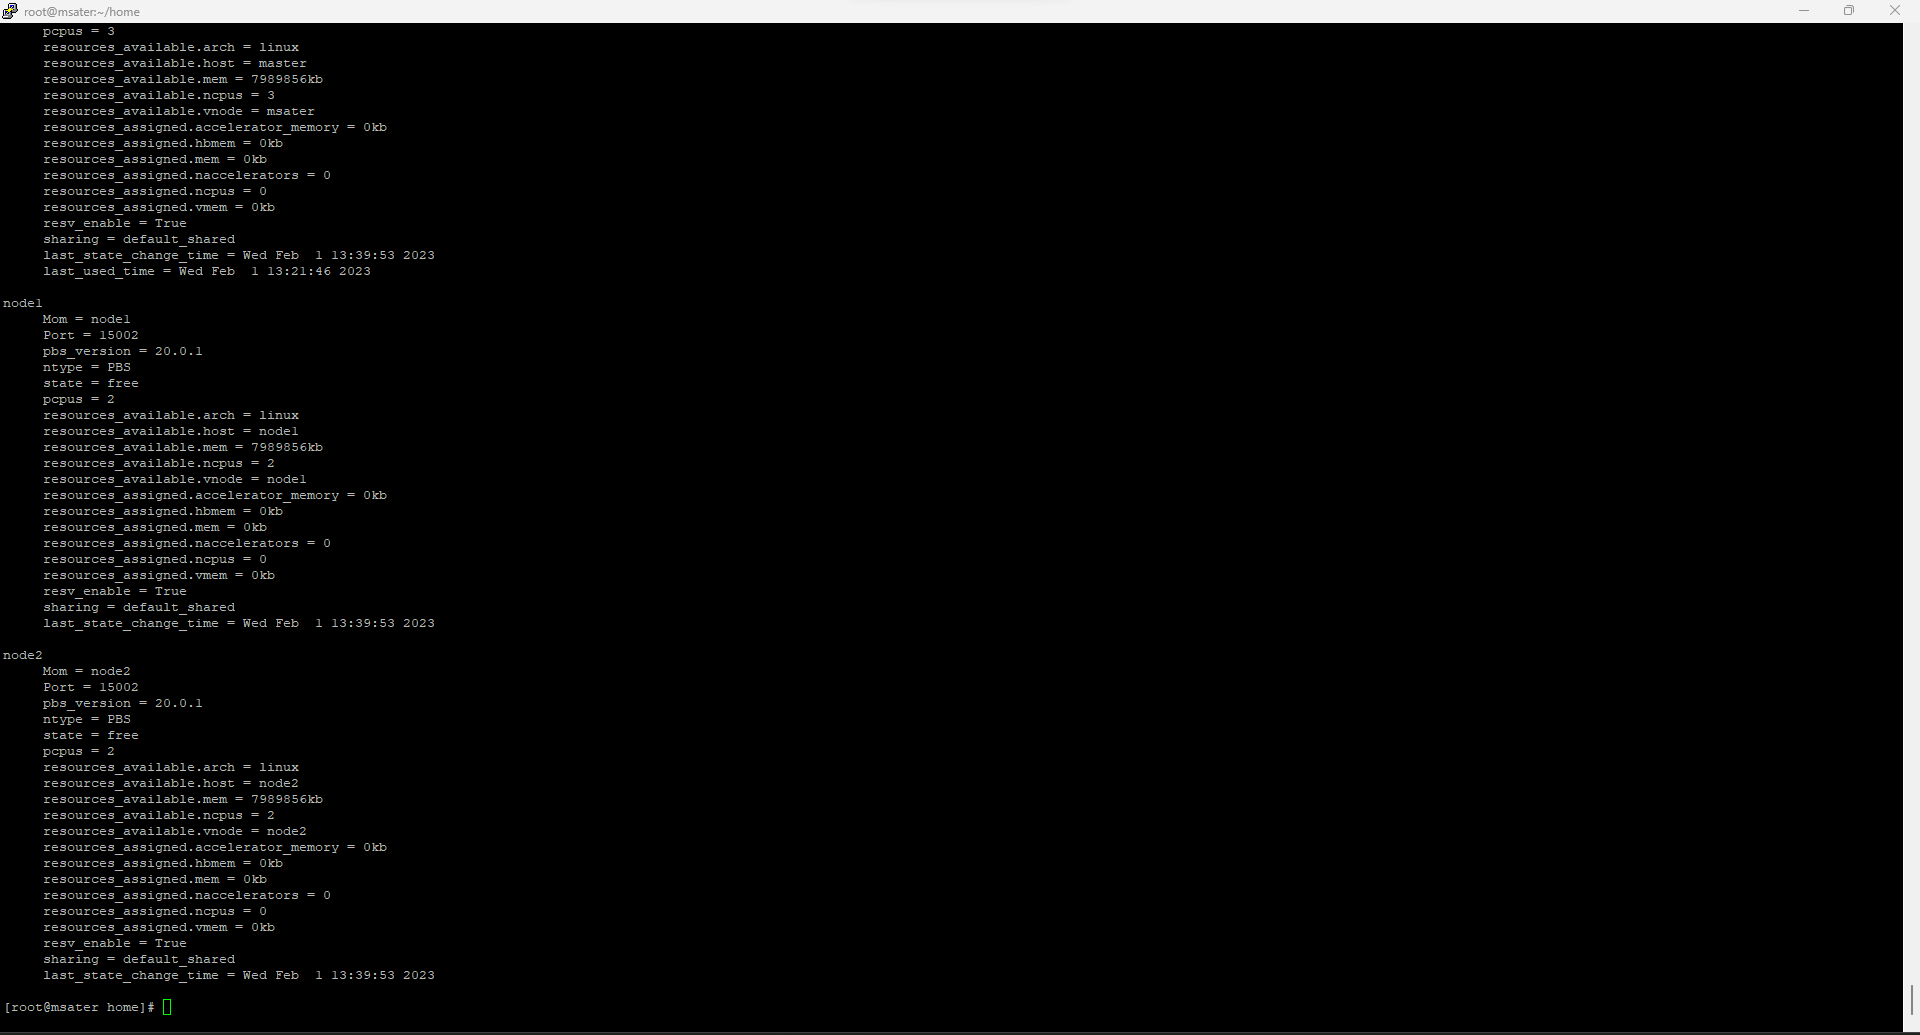 root@msater:~/home
pcpus = 3
resources_available.arch = linux
resources_available.host = master
resources_available.mem = 7989856kb
resources_available.ncpus = 3
resources_available.vnode = msater
resources_assigned.accelerator_memory = 0kb
resources_assigned.hbmem = 0kb
resources_assigned.mem = 0kb
resources_assigned.naccelerators = 0
resources_assigned.ncpus = 0
resources_assigned.vmem = 0kb
resv_enable = True
sharing = default_shared
last_state_change_time = Wed Feb  1 13:39:53 2023
last_used_time = Wed Feb  1 13:21:46 2023
node1
Mom = node1
Port = 15002
pbs_version = 20.0.1
ntype = PBS
state = free
pcpus = 2
resources_available.arch = linux
resources_available.host = node1
resources_available.mem = 7989856kb
resources_available.ncpus = 2
resources_available.vnode = node1
resources_assigned.accelerator_memory = 0kb
resources_assigned.hbmem = 0kb
resources_assigned.mem = 0kb
resources_assigned.naccelerators = 0
resources_assigned.ncpus = 0
resources_assigned.vmem = 0kb
resv_enable = True
sharing = default_shared
last_state_change_time = Wed Feb  1 13:39:53 2023
node2
Mom = node2
Port = 15002
pbs_version = 20.0.1
ntype = PBS
state = free
pcpus = 2
resources_available.arch = linux
resources_available.host = node2
resources_available.mem = 7989856kb
resources_available.ncpus = 2
resources_available.vnode = node2
resources_assigned.accelerator_memory = 0kb
resources_assigned.hbmem = 0kb
resources_assigned.mem = 0kb
resources_assigned.naccelerators = 0
resources_assigned.ncpus = 0
resources_assigned.vmem = 0kb
resv_enable = True
sharing = default_shared
last_state_change_time = Wed Feb  1 13:39:53 2023
[root@msater home]#